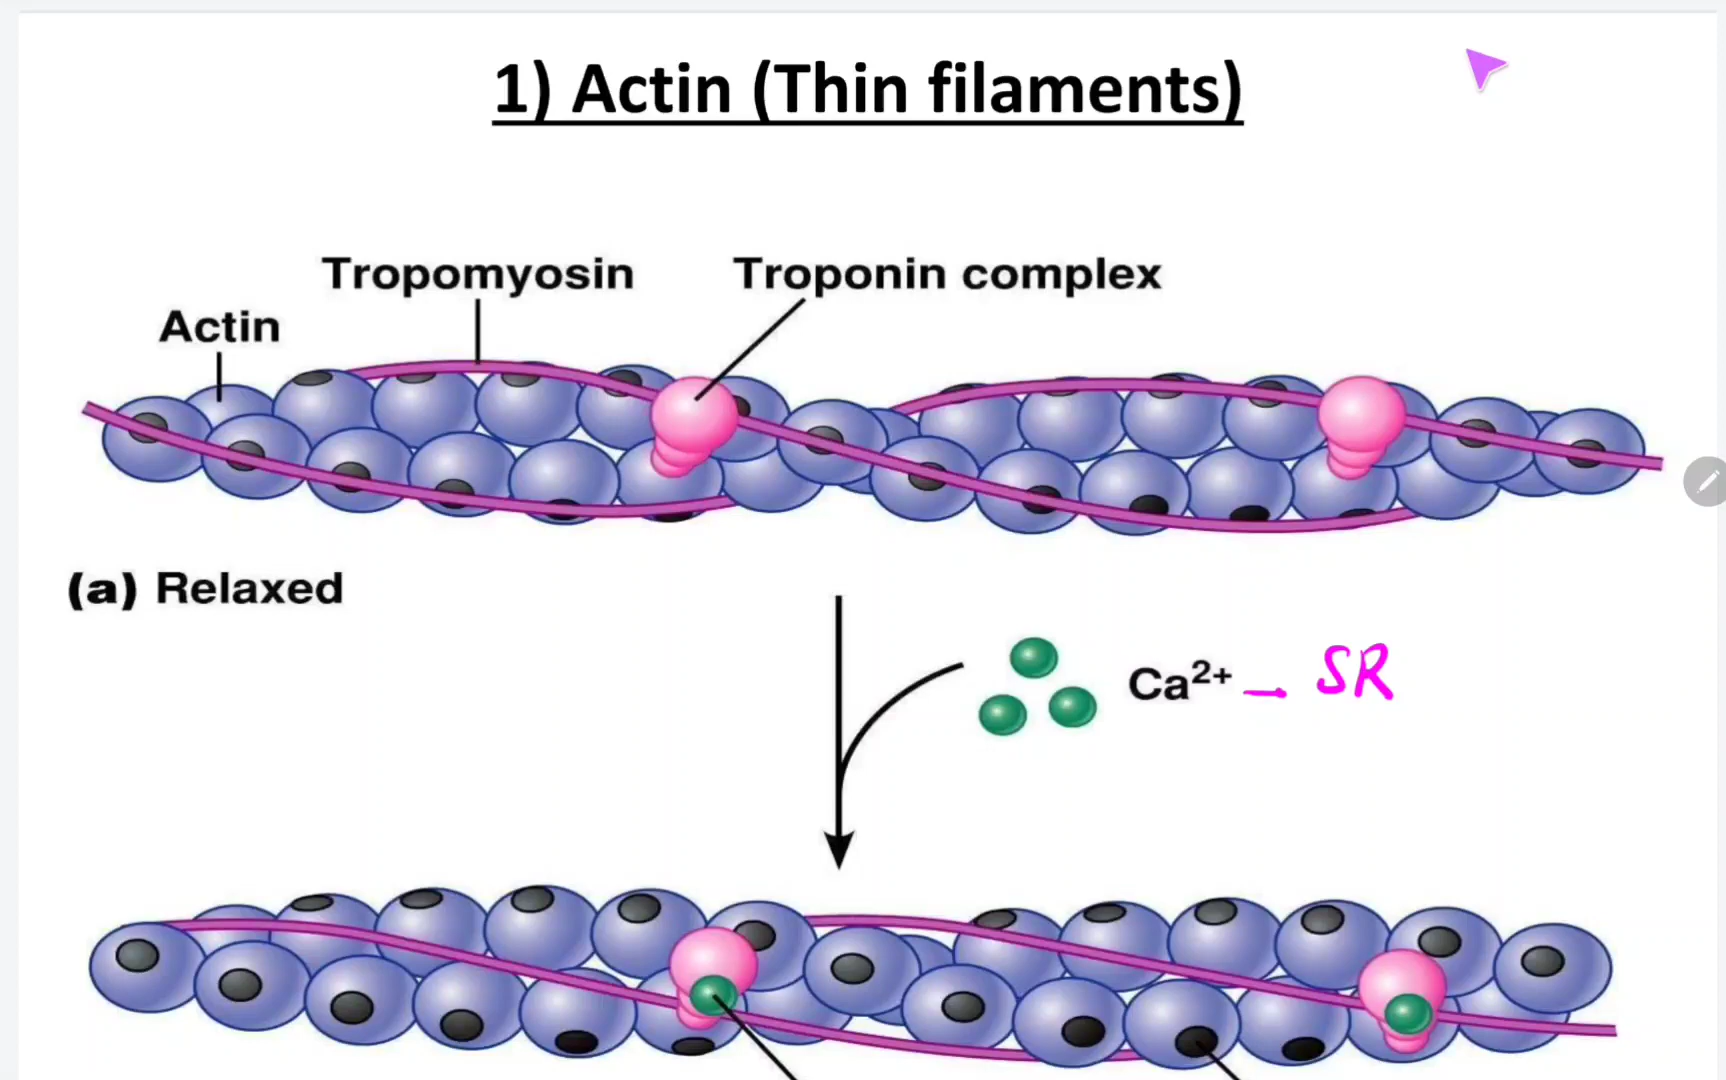 1) Actin (Thin filaments)
Tropomyosin Troponin complex
Actin
(a) Relaxed
Ca2+ – SR